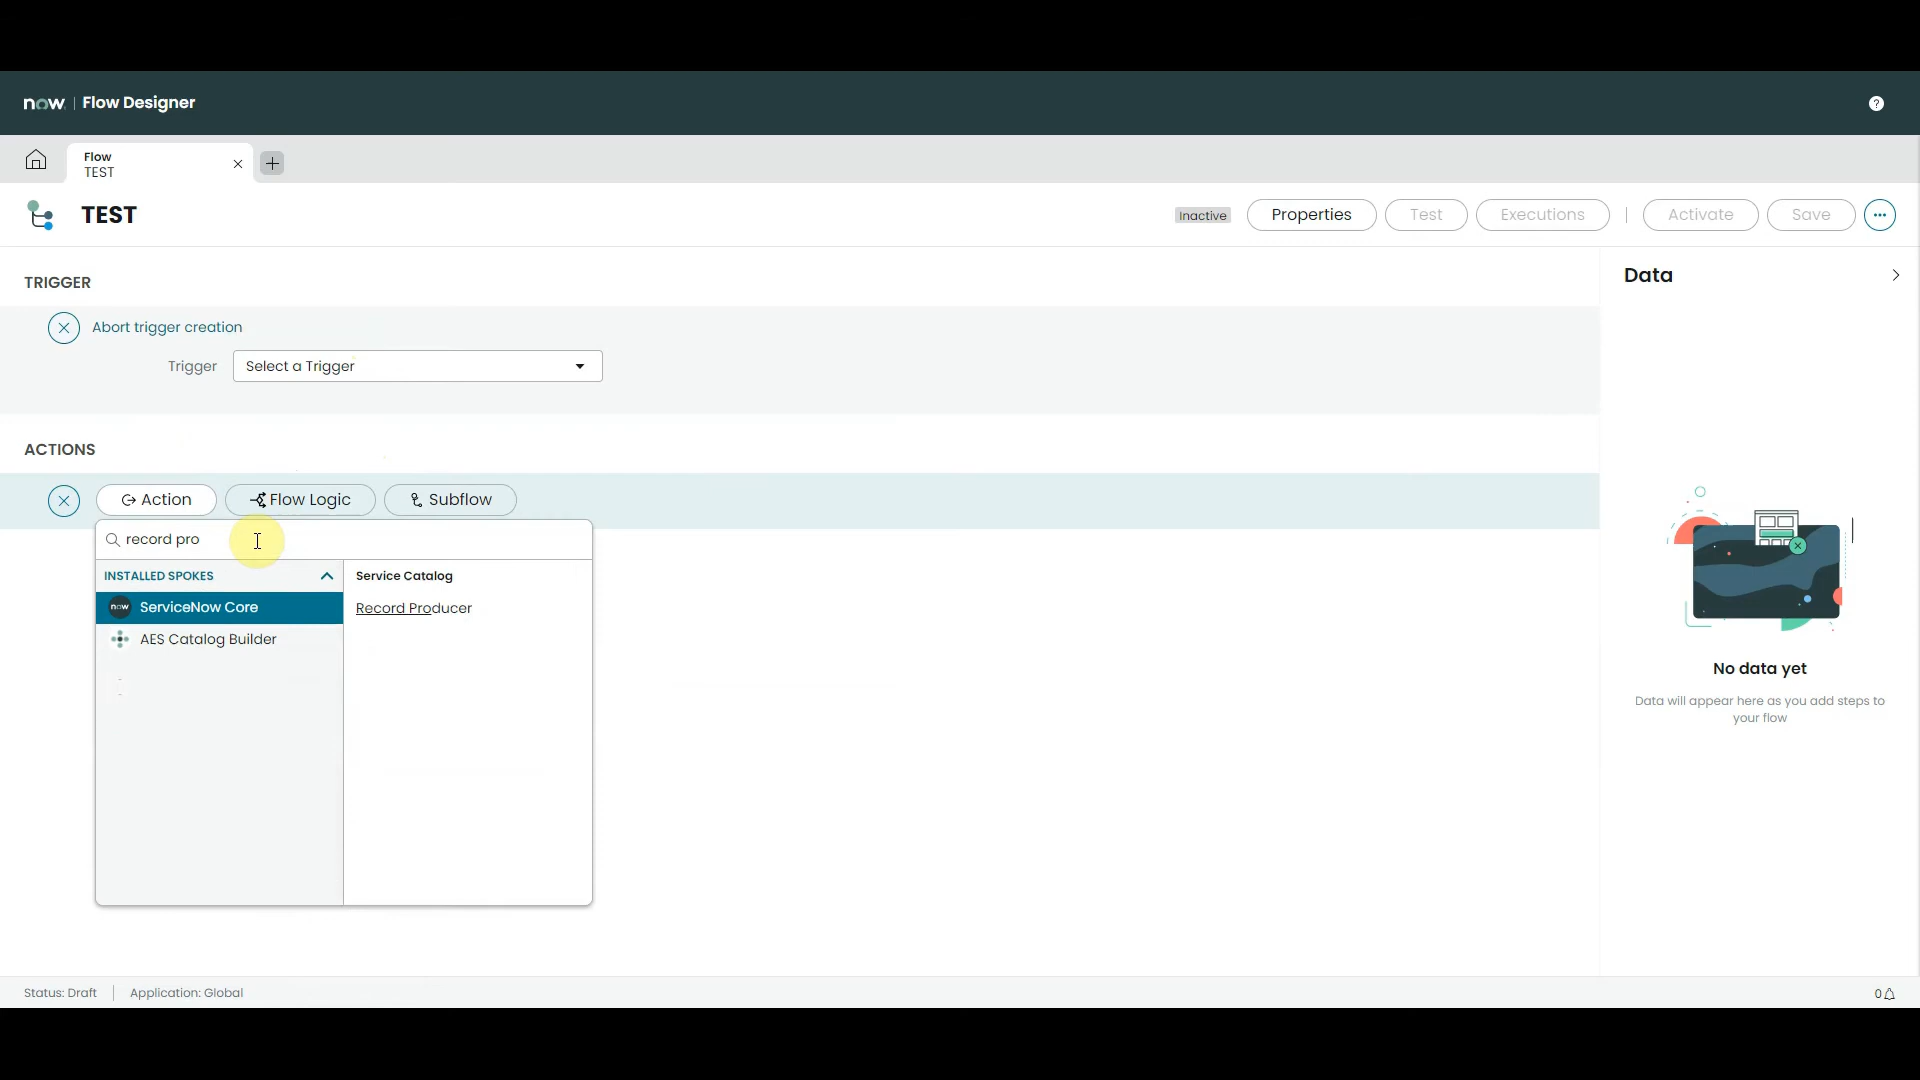 now. | Flow Designer
?
Flow
TEST
TEST
Inactive
Properties
Test
Executions
Activate
Save
TRIGGER
Abort trigger creation
Trigger
Select a Trigger
ACTIONS
Action
Flow Logic
Subflow
record pro
INSTALLED SPOKES
now ServiceNow Core
AES Catalog Builder
Service Catalog
Record Producer
Data
No data yet
Data will appear here as you add steps to
your flow
Status: Draft
Application: Global
0